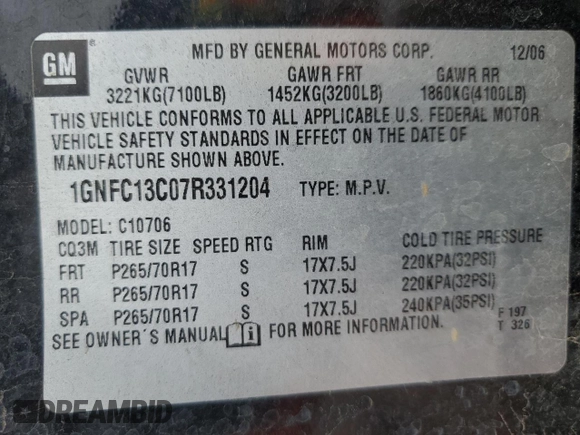 GM
®
MFD BY GENERAL MOTORS CORP. 12/06
GVWR GAWR FRT GAWR RR
3221KG(7100LB) 1452KG(3200LB) 1860KG(4100LB)
THIS VEHICLE CONFORMS TO ALL APPLICABLE U.S. FEDERAL MOTOR
VEHICLE SAFETY STANDARDS IN EFFECT ON THE DATE OF
MANUFACTURE SHOWN ABOVE.
1GNFC13C07R331204 TYPE: M.P.V.
MODEL: C10706
CQ3M TIRE SIZE SPEED RTG RIM COLD TIRE PRESSURE
FRT P265/70R17 S 17X7.5J 220KPA(32PSI)
RR P265/70R17 S 17X7.5J 220KPA(32PSI)
SPA P265/70R17 S 17X7.5J 240KPA(35PSI)
SEE OWNER'S MANUAL i FOR MORE INFORMATION.
F 197
T 326
DREAMBID